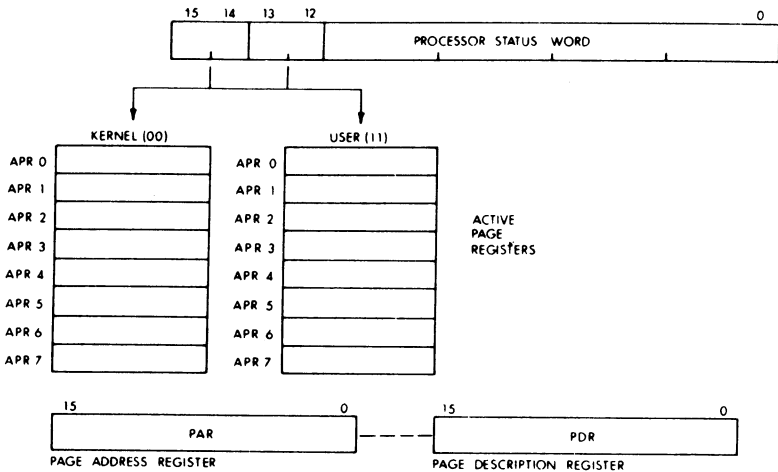 15 14 13 12 0
PROCESSOR STATUS WORD
KERNEL (00) USER (11)
APR 0 APR 0
APR 1 APR 1
APR 2 APR 2
APR 3 APR 3
APR 4 APR 4
APR 5 APR 5
APR 6 APR 6
APR 7 APR 7
ACTIVE
PAGE
REGISTERS
15 0 15 0
PAR PDR
PAGE ADDRESS REGISTER PAGE DESCRIPTION REGISTER